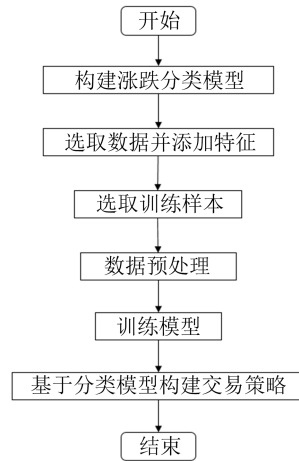 开始
构建涨跌分类模型
选取数据并添加特征
选取训练样本
数据预处理
训练模型
基于分类模型构建交易策略
结束